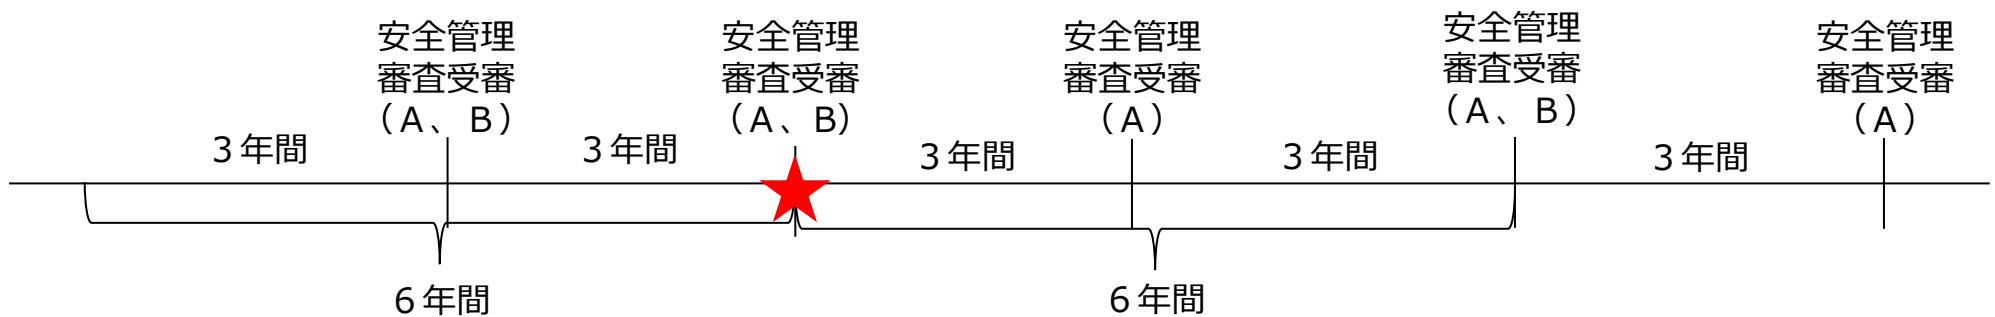 安全管理
審査受審
（Ａ、Ｂ）
安全管理
審査受審
（Ａ、Ｂ）
安全管理
審査受審
（Ａ）
安全管理
審査受審
（Ａ、Ｂ）
安全管理
審査受審
（Ａ）
３年間
３年間
３年間
３年間
３年間
６年間
６年間